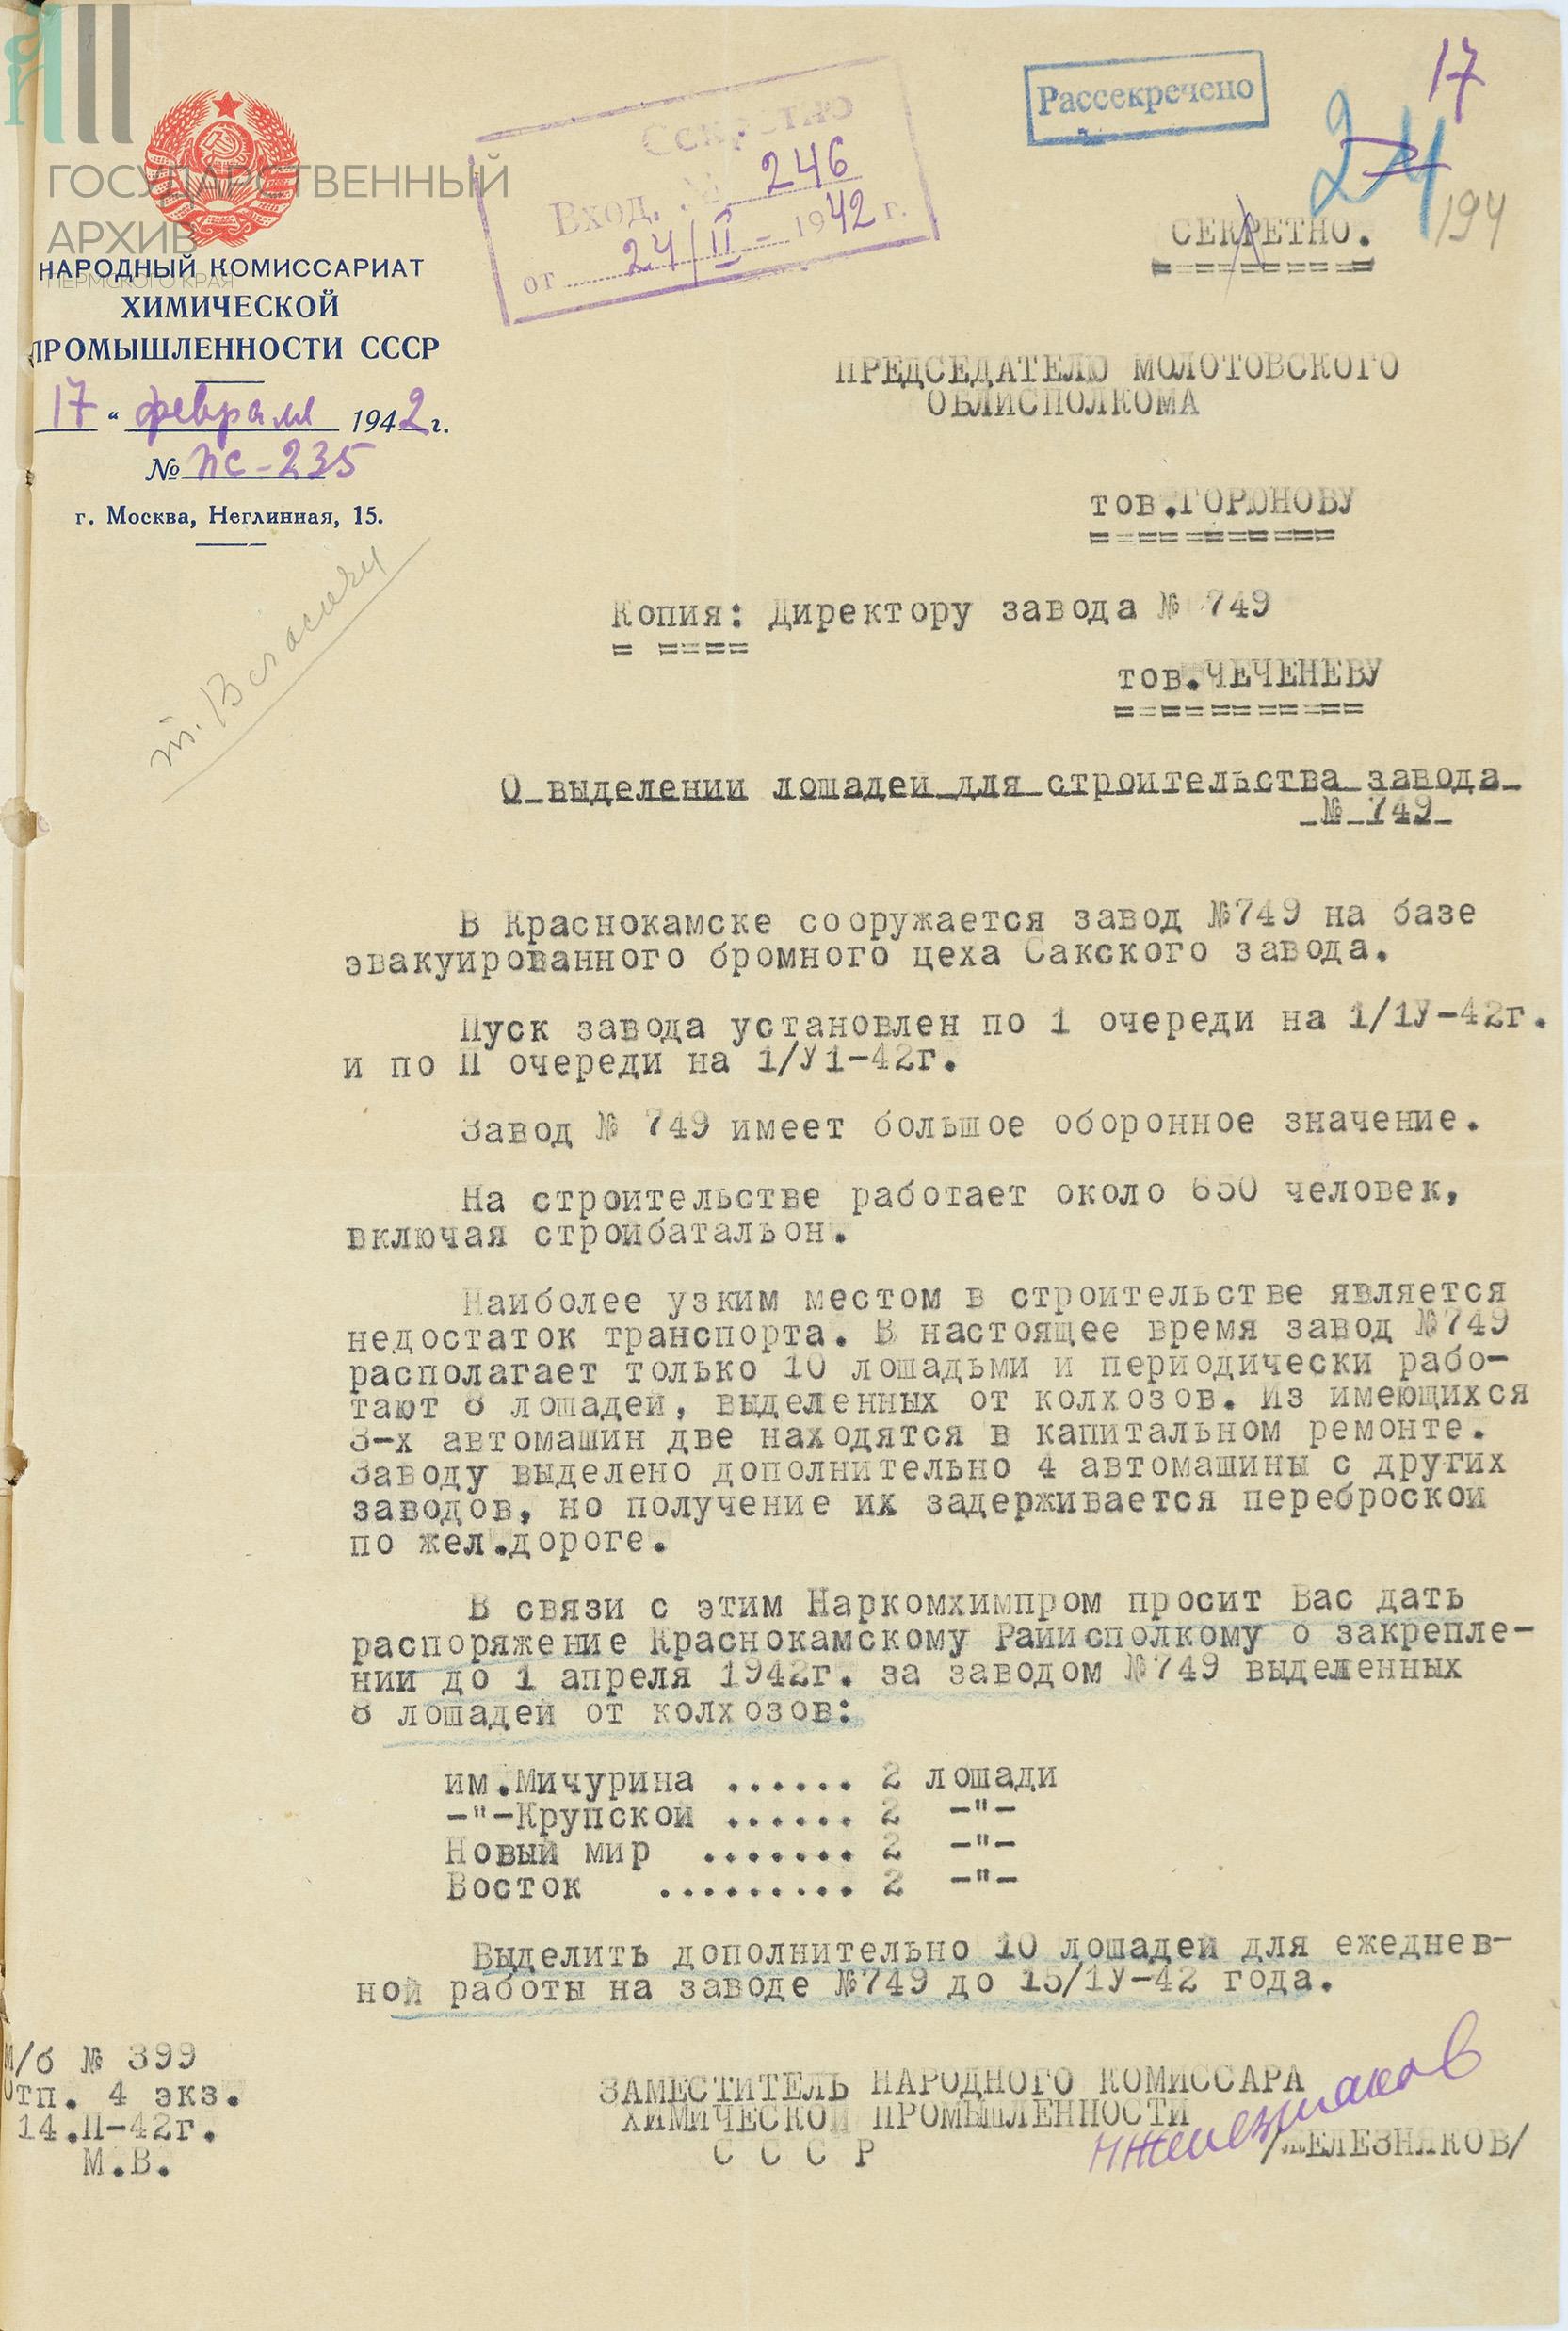 17
Рассекречено
Секретно
Вход. № 246
от 24/II - 1942 г.
24
194
СЕКРЕТНО.
ГОСУДАРСТВЕННЫЙ
АРХИВ
ПЕРМСКОГО КРАЯ
НАРОДНЫЙ КОМИССАРИАТ
ХИМИЧЕСКОЙ
ПРОМЫШЛЕННОСТИ СССР
17 " февраля 1942 г.
№ пс-235
г. Москва, Неглинная, 15.
ПРЕДСЕДАТЕЛЮ МОЛОТОВСКОГО
ОБЛИСПОЛКОМА
тов.ГОРЮНОВУ
Копия: Директору завода № 749
тов.ЧЕЧЕНЕВУ
О выделении лошадей для строительства завода
№ 749
В Краснокамске сооружается завод №749 на базе
эвакуированного бромного цеха Сакского завода.
Пуск завода установлен по 1 очереди на 1/1У-42г.
и по П очереди на 1/У1-42г.
Завод № 749 имеет большое оборонное значение.
На строительстве работает около 650 человек,
включая стройбатальон.
Наиболее узким местом в строительстве является
недостаток транспорта. В настоящее время завод №749
располагает только 10 лошадьми и периодически рабо-
тают 8 лошадей, выделенных от колхозов. Из имеющихся
3-х автомашин две находятся в капитальном ремонте.
Заводу выделено дополнительно 4 автомашины с других
заводов, но получение их задерживается переброской
по жел.дороге.
В связи с этим Наркомхимпром просит Вас дать
распоряжение Краснокамскому Райисполкому о закрепле-
нии до 1 апреля 1942г. за заводом №749 выделенных
8 лошадей от колхозов:
им.Мичурина ...... 2 лошади
-"-Крупской ...... 2 -"-
Новый мир ....... 2 -"-
Восток ......... 2 -"-
Выделить дополнительно 10 лошадей для ежеднев-
ной работы на заводе №749 до 15/1У-42 года.
М/б № 399
Отп. 4 экз.
14.П-42г.
М.В.
ЗАМЕСТИТЕЛЬ НАРОДНОГО КОМИССАРА
ХИМИЧЕСКОЙ ПРОМЫШЛЕННОСТИ
С С С Р /ЖЕЛЕЗНЯКОВ/